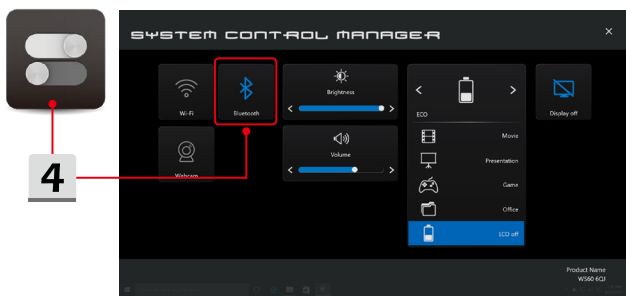 SYSTEM CONTROL MANAGER
Wi-Fi
Bluetooth
Brightness
ECO
Display off
Webcam
Volume
Movie
Presentation
Game
Office
ECO off
4
Product Name
WS60 6QJ